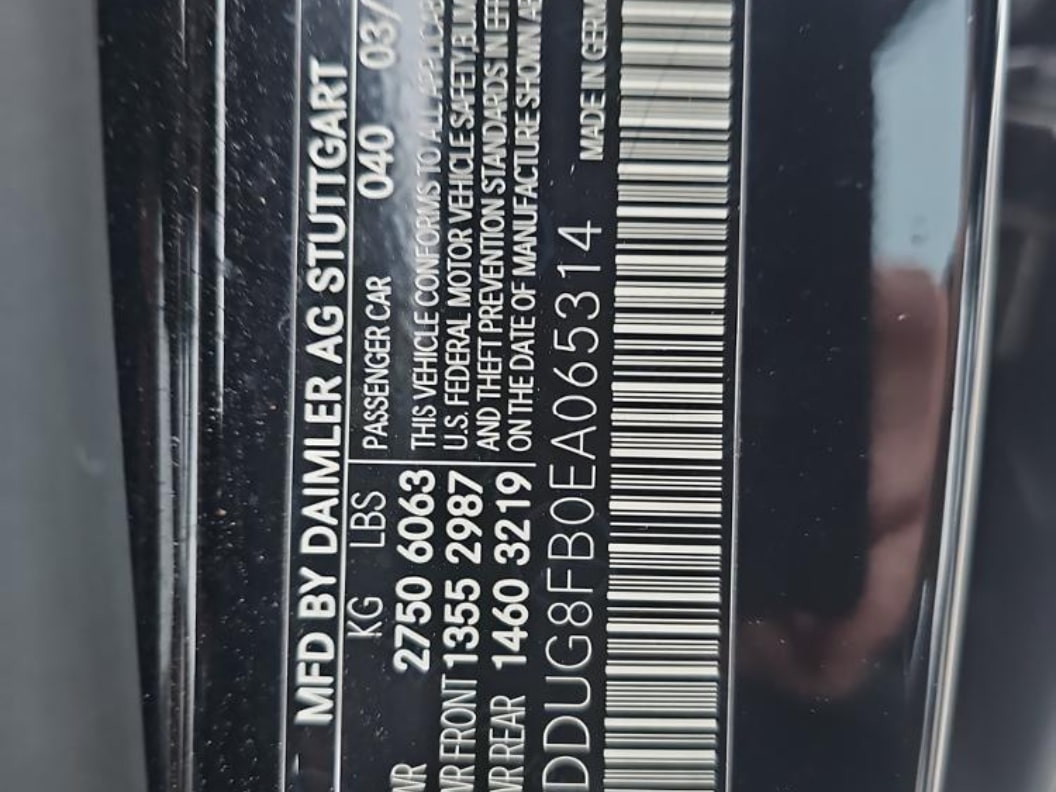 MFD BY DAIMLER AG STUTTGART
KG LBS PASSENGER CAR 040 03/
2750 6063 THIS VEHICLE CONFORMS TO ALL
FRONT 1355 2987 U.S. FEDERAL MOTOR VEHICLE SAFETY,
REAR 1460 3219 AND THEFT PREVENTION STANDARDS IN
ON THE DATE OF MANUFACTURE SHOWN
DDUG8FB0EA065314 MADE IN